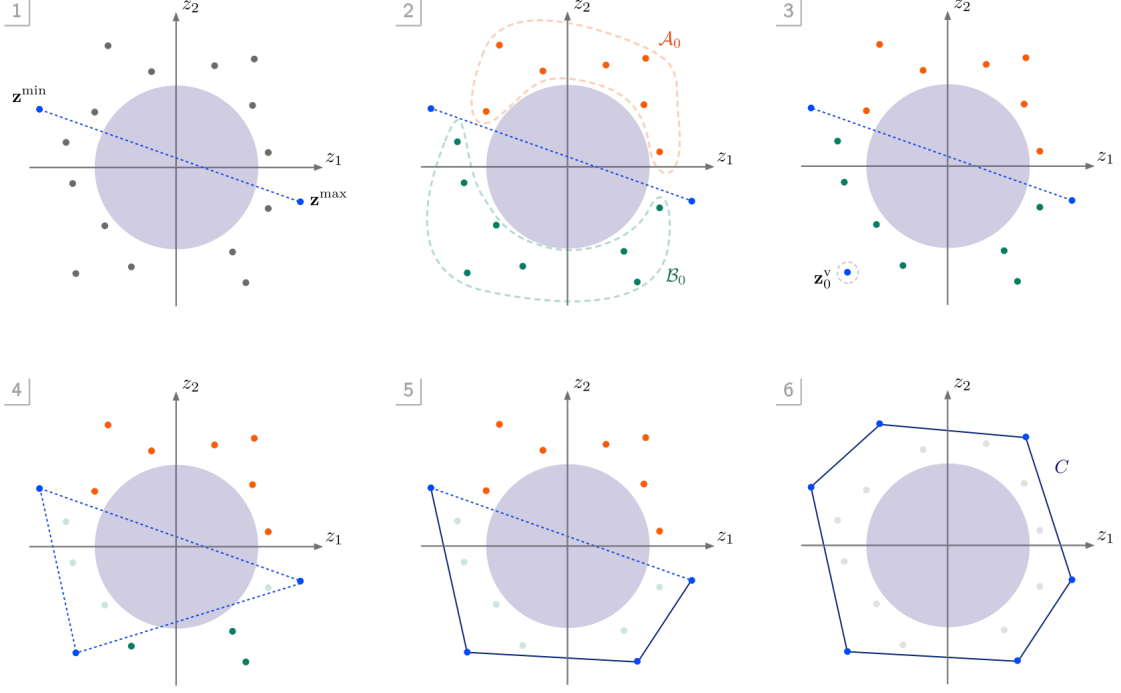 1
z₂
z₁
𝐳ᵐⁱⁿ
𝐳ᵐᵃˣ
2
z₂
𝒜₀
z₁
ℬ₀
3
z₂
z₁
𝐳₀ᵛ
4
z₂
z₁
5
z₂
z₁
6
z₂
C
z₁